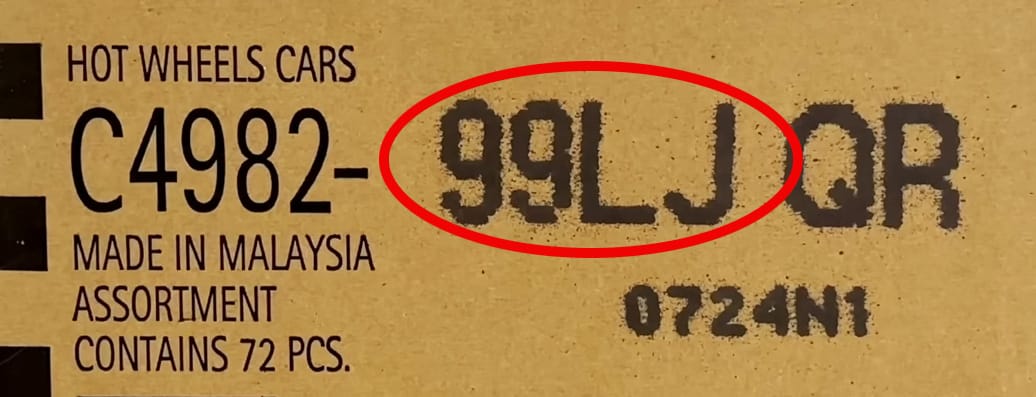 HOT WHEELS CARS
C4982- 99LJ QR
MADE IN MALAYSIA
ASSORTMENT
0724N1
CONTAINS 72 PCS.